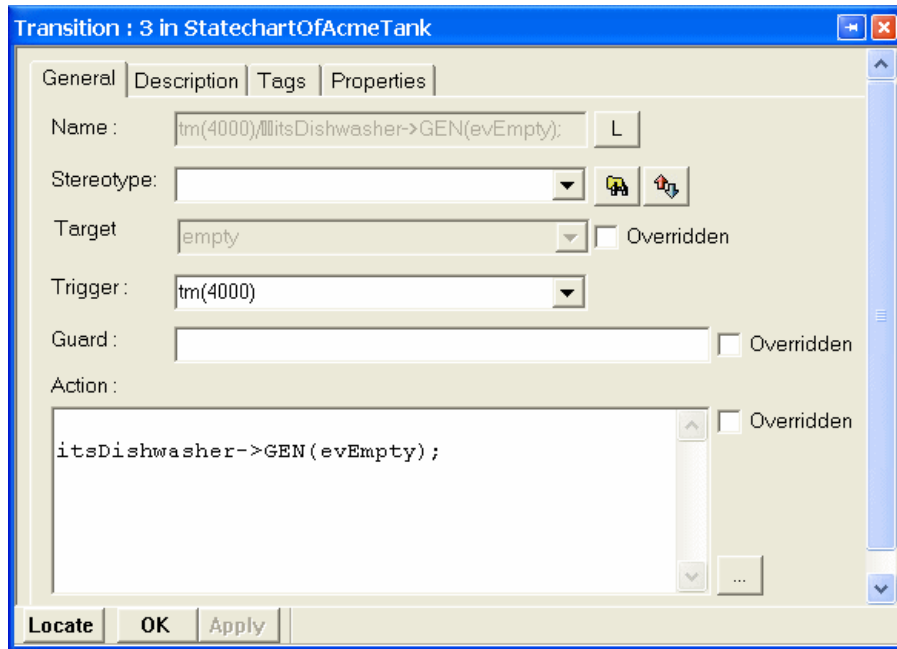 Transition : 3 in StatechartOfAcmeTank
General Description Tags Properties
Name : tm(4000)/itsDishwasher->GEN(evEmpty); L
Stereotype:
Target empty Overridden
Trigger : tm(4000)
Guard : Overridden
Action : 
Overridden
itsDishwasher->GEN(evEmpty);
...
Locate OK Apply